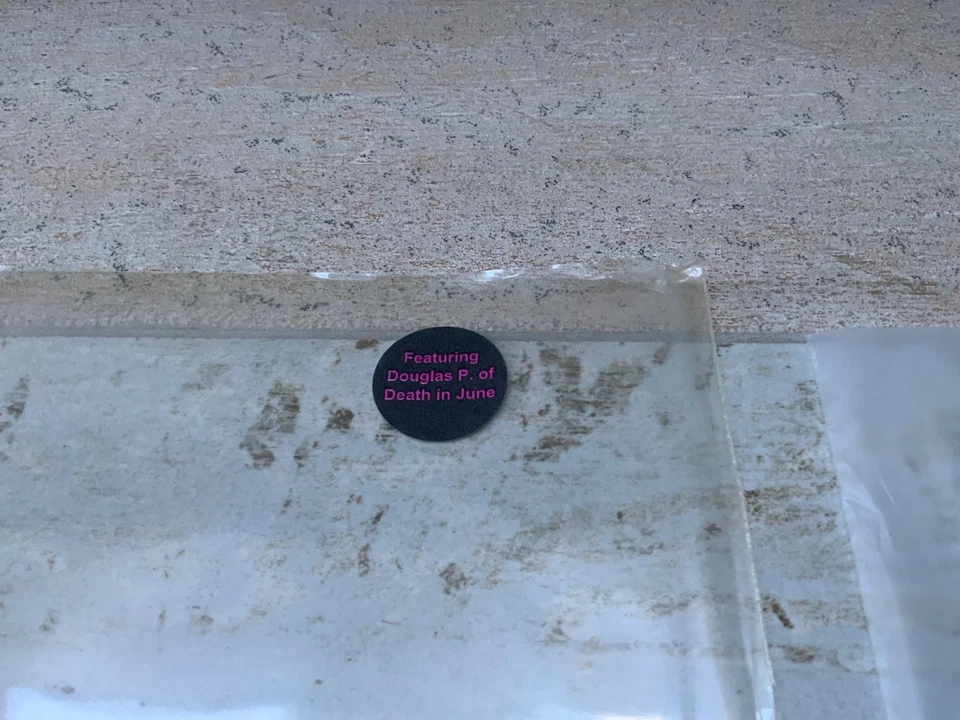 Featuring
Douglas P. of
Death in June